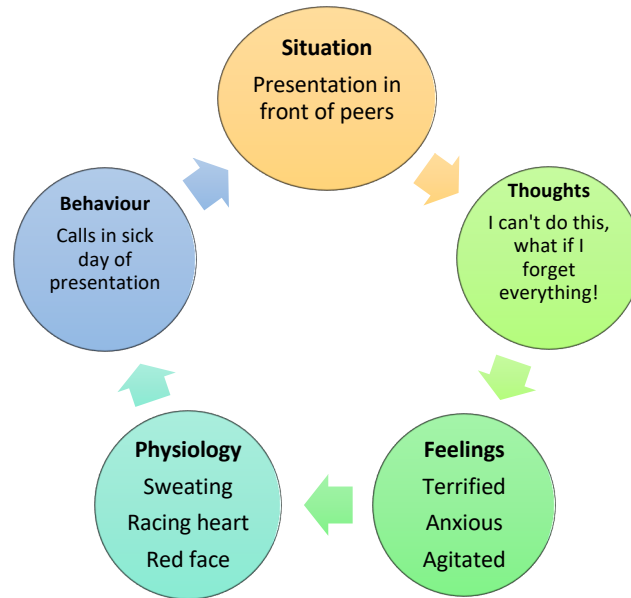 Situation
Presentation in
front of peers
Thoughts
I can't do this,
what if I
forget
everything!
Feelings
Terrified
Anxious
Agitated
Physiology
Sweating
Racing heart
Red face
Behaviour
Calls in sick
day of
presentation